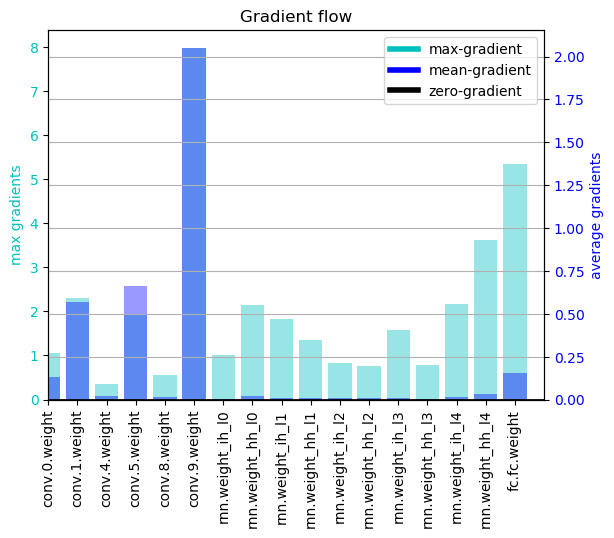 Gradient flow
max-gradient
mean-gradient
zero-gradient
8
7
6
5
4
3
2
1
0
max gradients
2.00
1.75
1.50
1.25
1.00
0.75
0.50
0.25
0.00
average gradients
conv.0.weight
conv.1.weight
conv.4.weight
conv.5.weight
conv.8.weight
conv.9.weight
rnn.weight_ih_l0
rnn.weight_hh_l0
rnn.weight_ih_l1
rnn.weight_hh_l1
rnn.weight_ih_l2
rnn.weight_hh_l2
rnn.weight_ih_l3
rnn.weight_hh_l3
rnn.weight_ih_l4
rnn.weight_hh_l4
fc.fc.weight